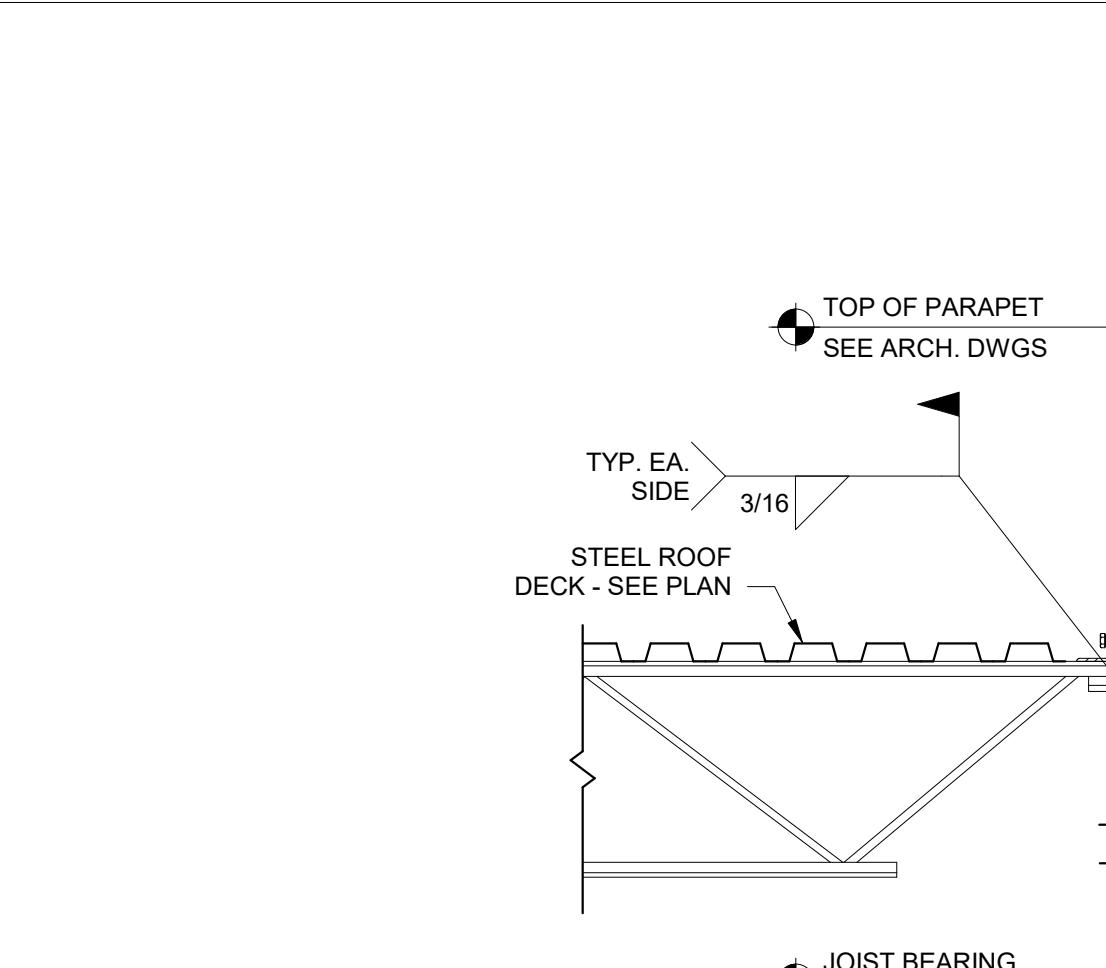 TOP OF PARAPET
SEE ARCH. DWGS
TYP. EA.
SIDE
3/16
STEEL ROOF
DECK - SEE PLAN
JOIST BEARING